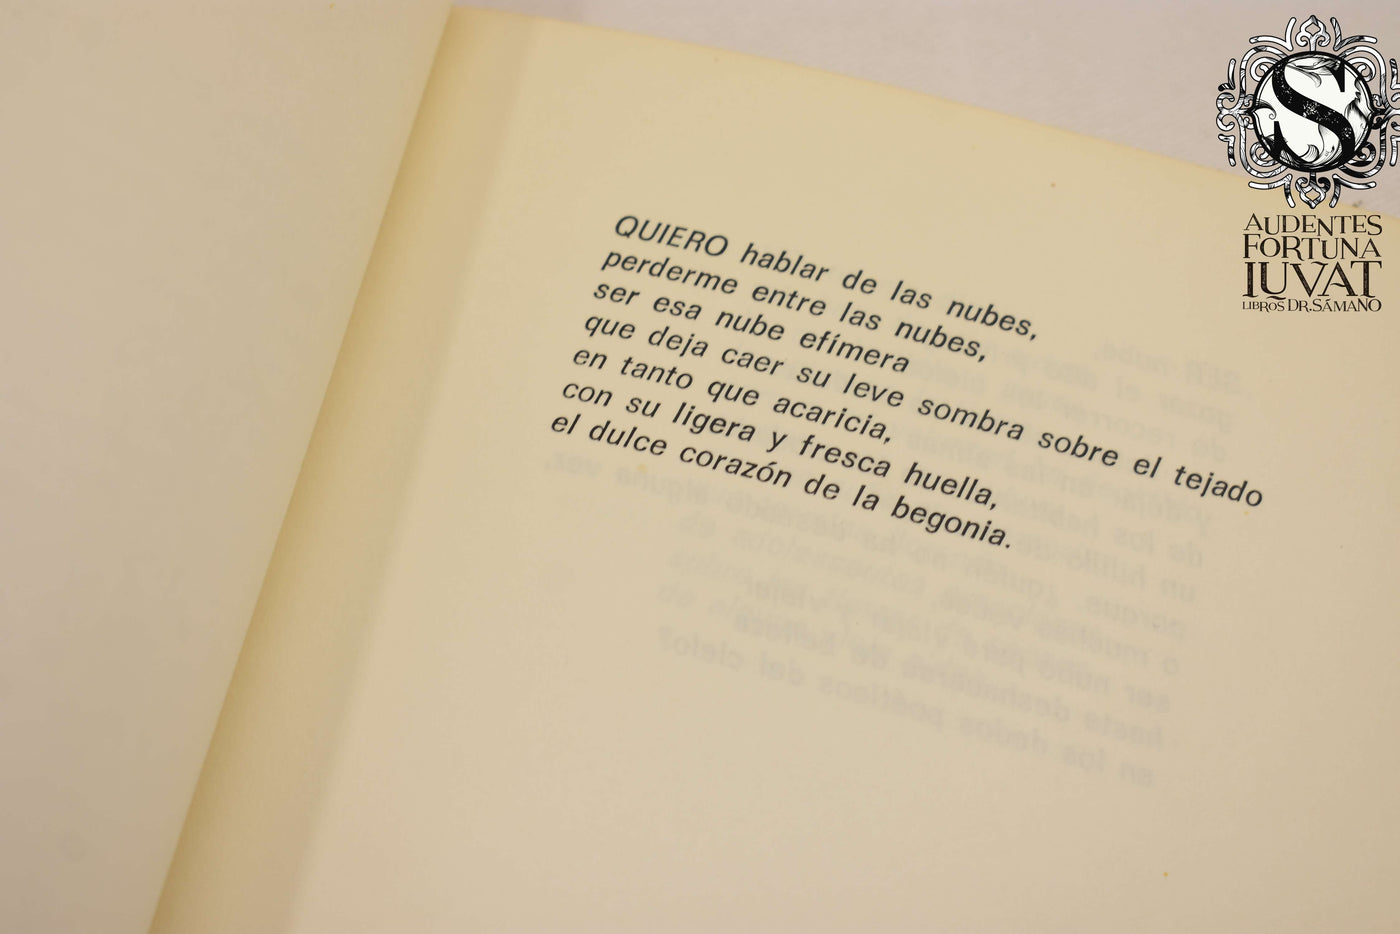 QUIERO hablar de las nubes,
perderme entre las nubes,
ser esa nube efímera
que deja caer su leve sombra sobre el tejado
en tanto que acaricia,
con su ligera y fresca huella,
el dulce corazón de la begonia.
S
AUDENTES
FORTUNA
IUVAT
LIBROS DR. SÁMANO